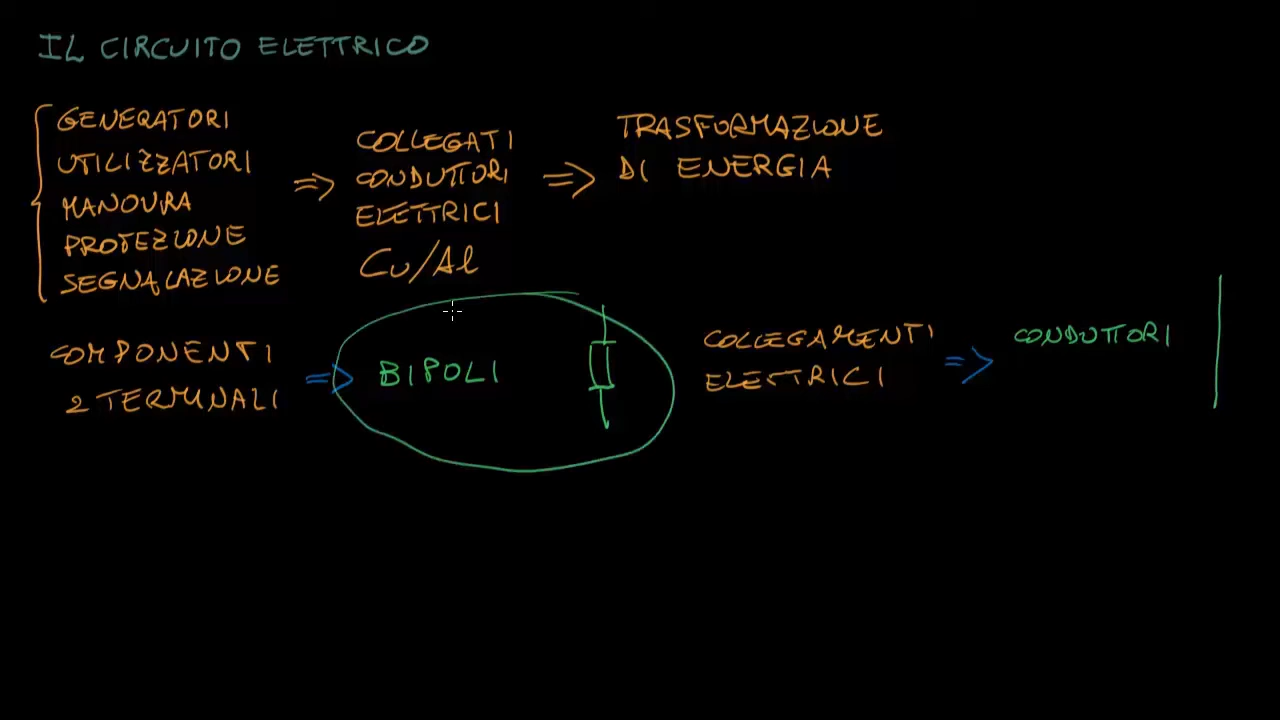 IL CIRCUITO ELETTRICO
GENERATORI
UTILIZZATORI
MANOVRA
PROTEZIONE
SEGNALAZIONE
=>
COLLEGATI
CONDUTTORI
ELETTRICI
Cu/Al
=>
TRASFORMAZIONE
DI ENERGIA
COMPONENTI
2 TERMINALI
=>
BIPOLI
COLLEGAMENTI
ELETTRICI
=>
CONDUTTORI